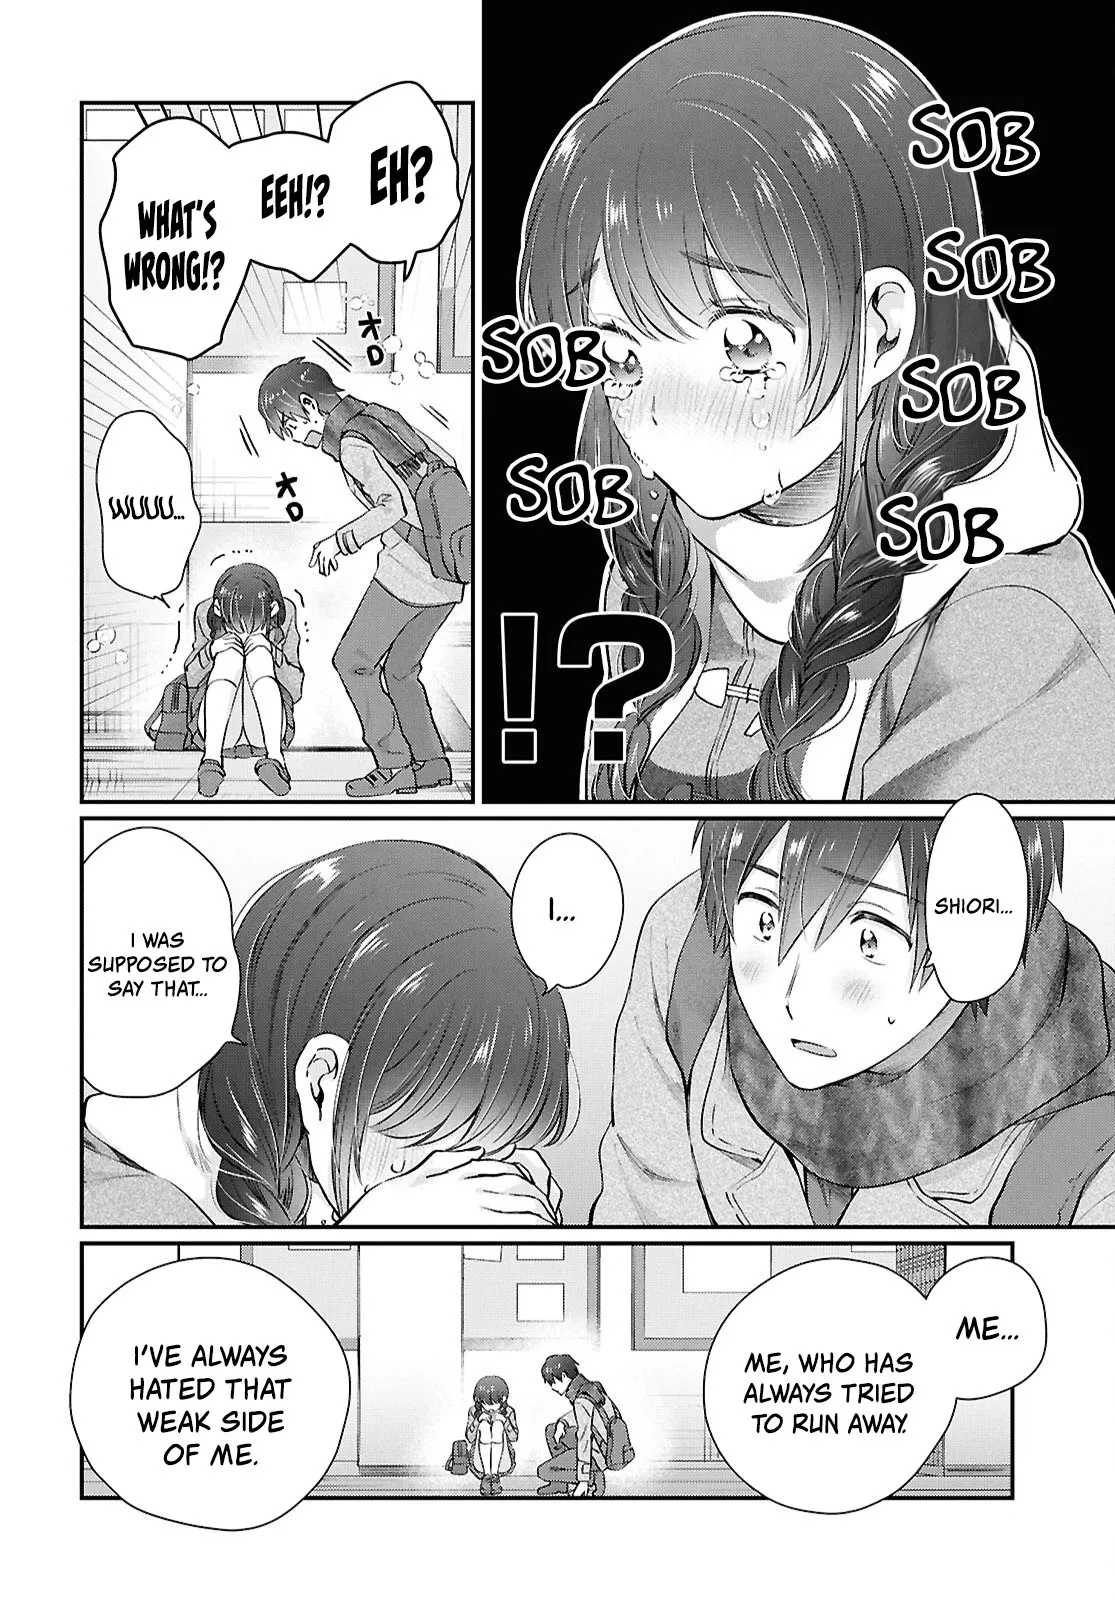 SOB
SOB
SOB
SOB
SOB
SOB
!?
EH?
EEH!?
WHAT'S
WRONG!?
WUUU...
SHIORI...
I...
I WAS
SUPPOSED TO
SAY THAT...
ME...
ME, WHO HAS
ALWAYS TRIED
TO RUN AWAY.
I'VE ALWAYS
HATED THAT
WEAK SIDE
OF ME.